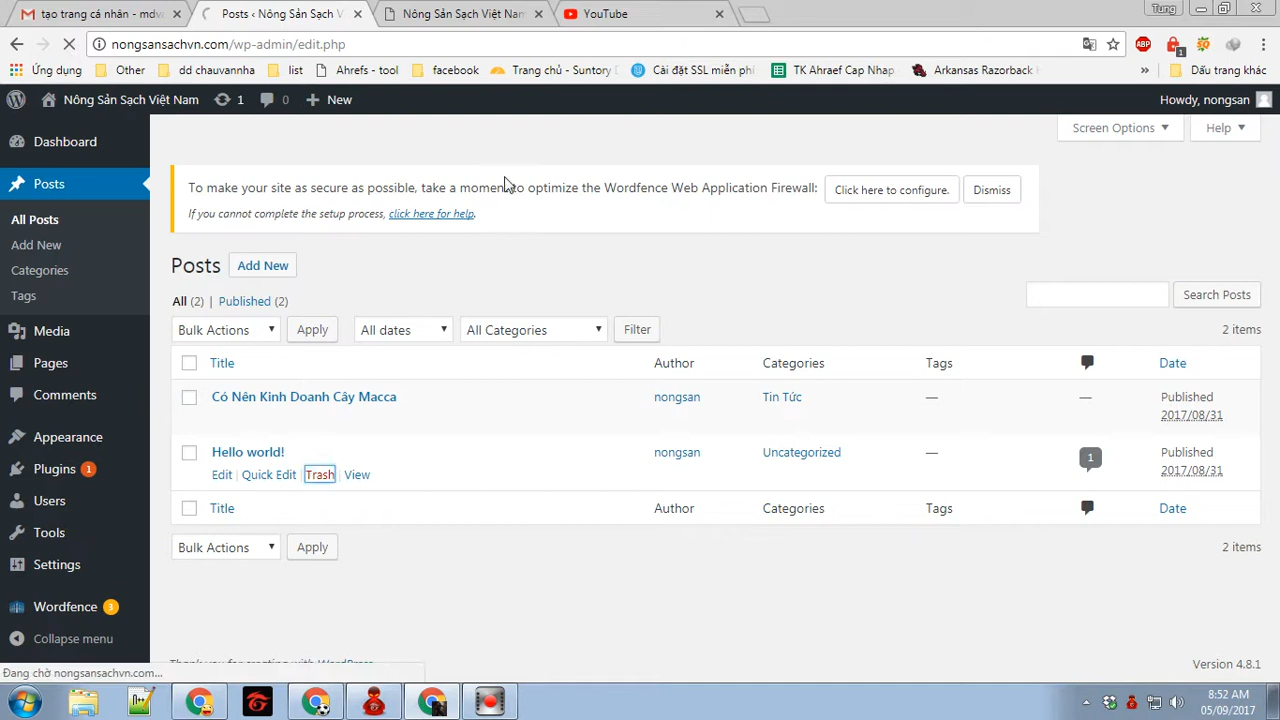 tạo trang cá nhân - mdv
Posts ‹ Nông Sản Sạch V
Nông Sản Sạch Việt Nam
YouTube
Tung
nongsansachvn.com/wp-admin/edit.php
ABP
1
Ứng dụng
Other
dd chauvannha
list
Ahrefs - tool
facebook
Trang chủ - Suntory
Cài đặt SSL miễn phí
TK Ahraef Cap Nhap
Arkansas Razorback
»
Dấu trang khác
Nông Sản Sạch Việt Nam
1
0
New
Howdy, nongsan
Dashboard
Posts
All Posts
Add New
Categories
Tags
Media
Pages
Comments
Appearance
Plugins 1
Users
Tools
Settings
Wordfence 3
Collapse menu
Screen Options
Help
To make your site as secure as possible, take a moment to optimize the Wordfence Web Application Firewall:
Click here to configure.
Dismiss
If you cannot complete the setup process, click here for help.
Posts
Add New
All (2) | Published (2)
Search Posts
Bulk Actions
Apply
All dates
All Categories
Filter
2 items
Title
Author
Categories
Tags
Date
Có Nên Kinh Doanh Cây Macca
nongsan
Tin Tức
—
—
Published
2017/08/31
Hello world!
nongsan
Uncategorized
—
1
Published
2017/08/31
Edit | Quick Edit | Trash | View
Title
Author
Categories
Tags
Date
Bulk Actions
Apply
2 items
Thank you for creating with WordPress.
Version 4.8.1
Đang chờ nongsansachvn.com...
8:52 AM
05/09/2017